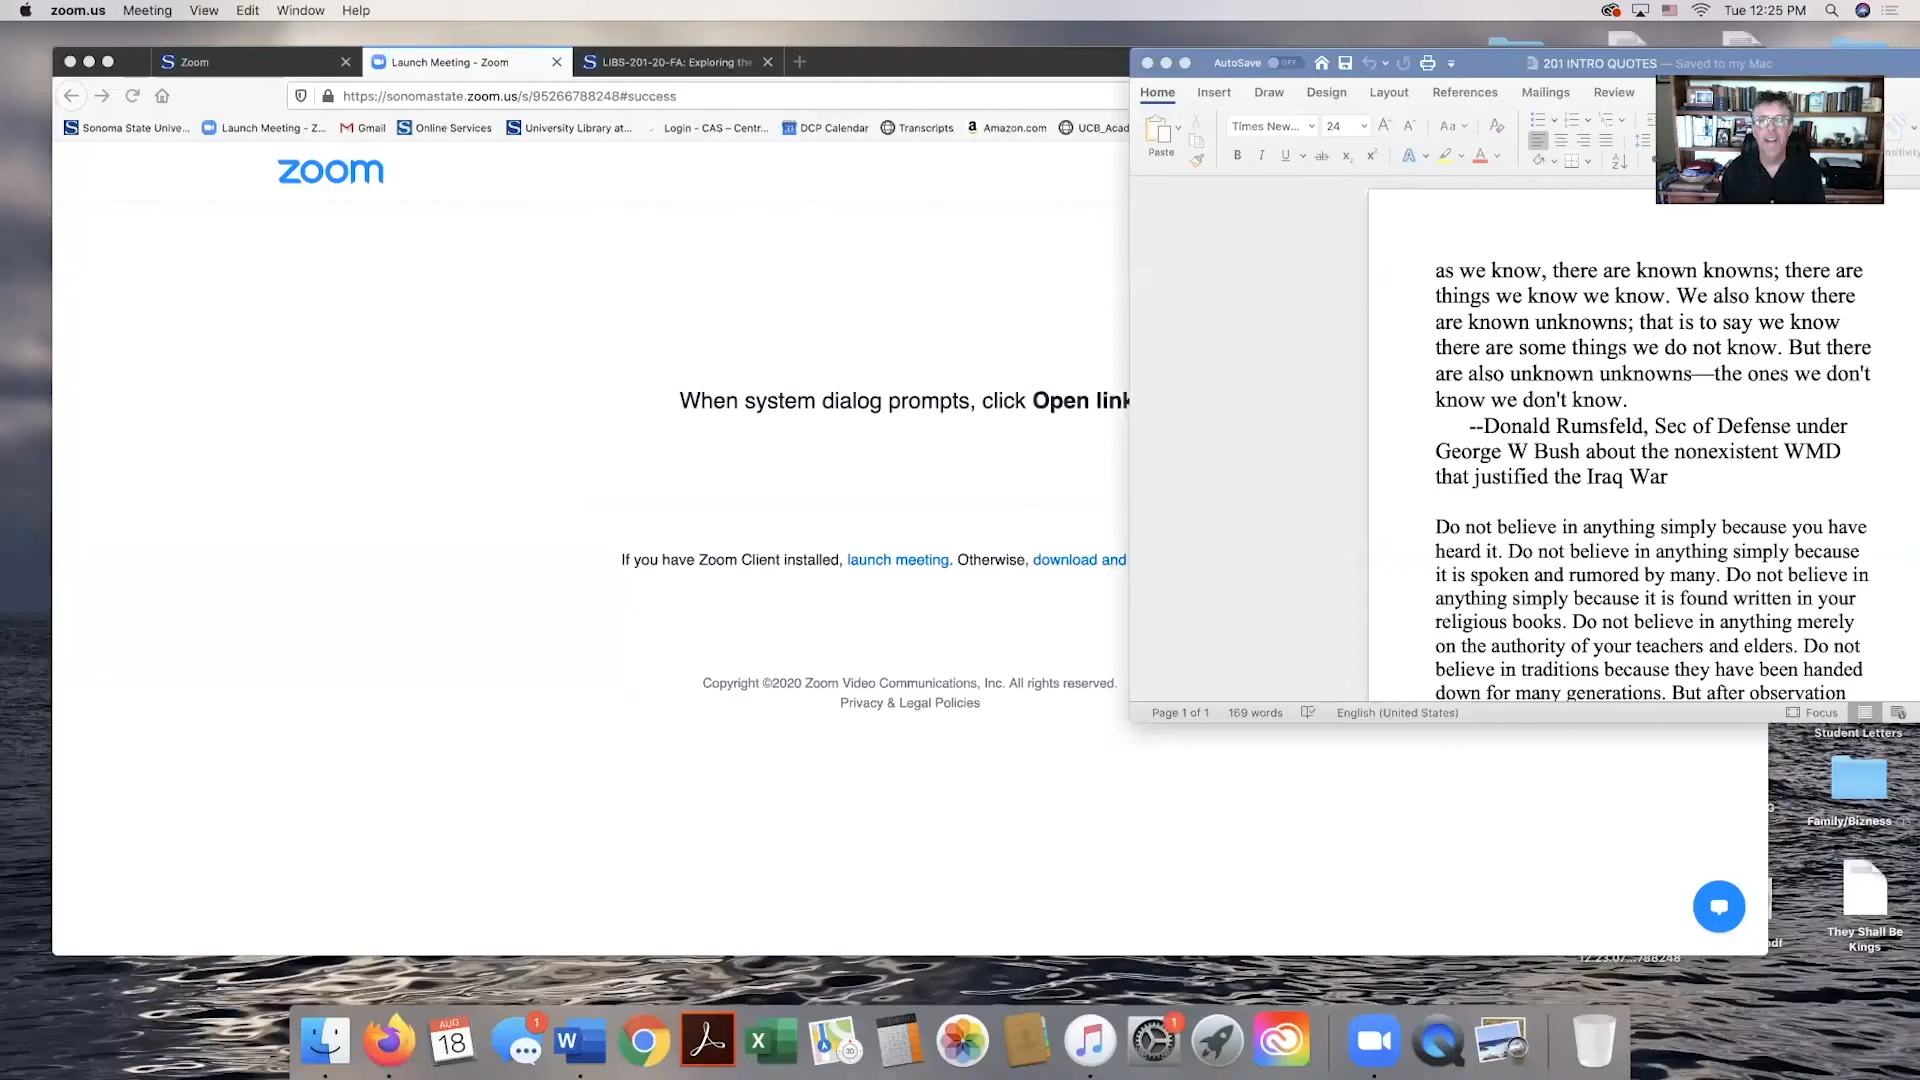 zoom.us Meeting View Edit Window Help
Tue 12:25 PM
Zoom
Launch Meeting - Zoom
LIBS-201-20-FA: Exploring the
https://sonomastate.zoom.us/s/95266788248#success
Sonoma State Unive...
Launch Meeting - Z...
Gmail
Online Services
University Library at...
Login - CAS – Centr...
DCP Calendar
Transcripts
Amazon.com
UCB_Acad
zoom
When system dialog prompts, click Open link
If you have Zoom Client installed, launch meeting. Otherwise, download and
Copyright ©2020 Zoom Video Communications, Inc. All rights reserved.
Privacy & Legal Policies
AutoSave OFF
201 INTRO QUOTES — Saved to my Mac
Home Insert Draw Design Layout References Mailings Review
Paste
Times New... 24
as we know, there are known knowns; there are
things we know we know. We also know there
are known unknowns; that is to say we know
there are some things we do not know. But there
are also unknown unknowns—the ones we don't
know we don't know.
--Donald Rumsfeld, Sec of Defense under
George W Bush about the nonexistent WMD
that justified the Iraq War
Do not believe in anything simply because you have
heard it. Do not believe in anything simply because
it is spoken and rumored by many. Do not believe in
anything simply because it is found written in your
religious books. Do not believe in anything merely
on the authority of your teachers and elders. Do not
believe in traditions because they have been handed
down for many generations. But after observation
Page 1 of 1 169 words English (United States) Focus
Student Letters
Family/Bizness
They Shall Be
Kings
AUG
18